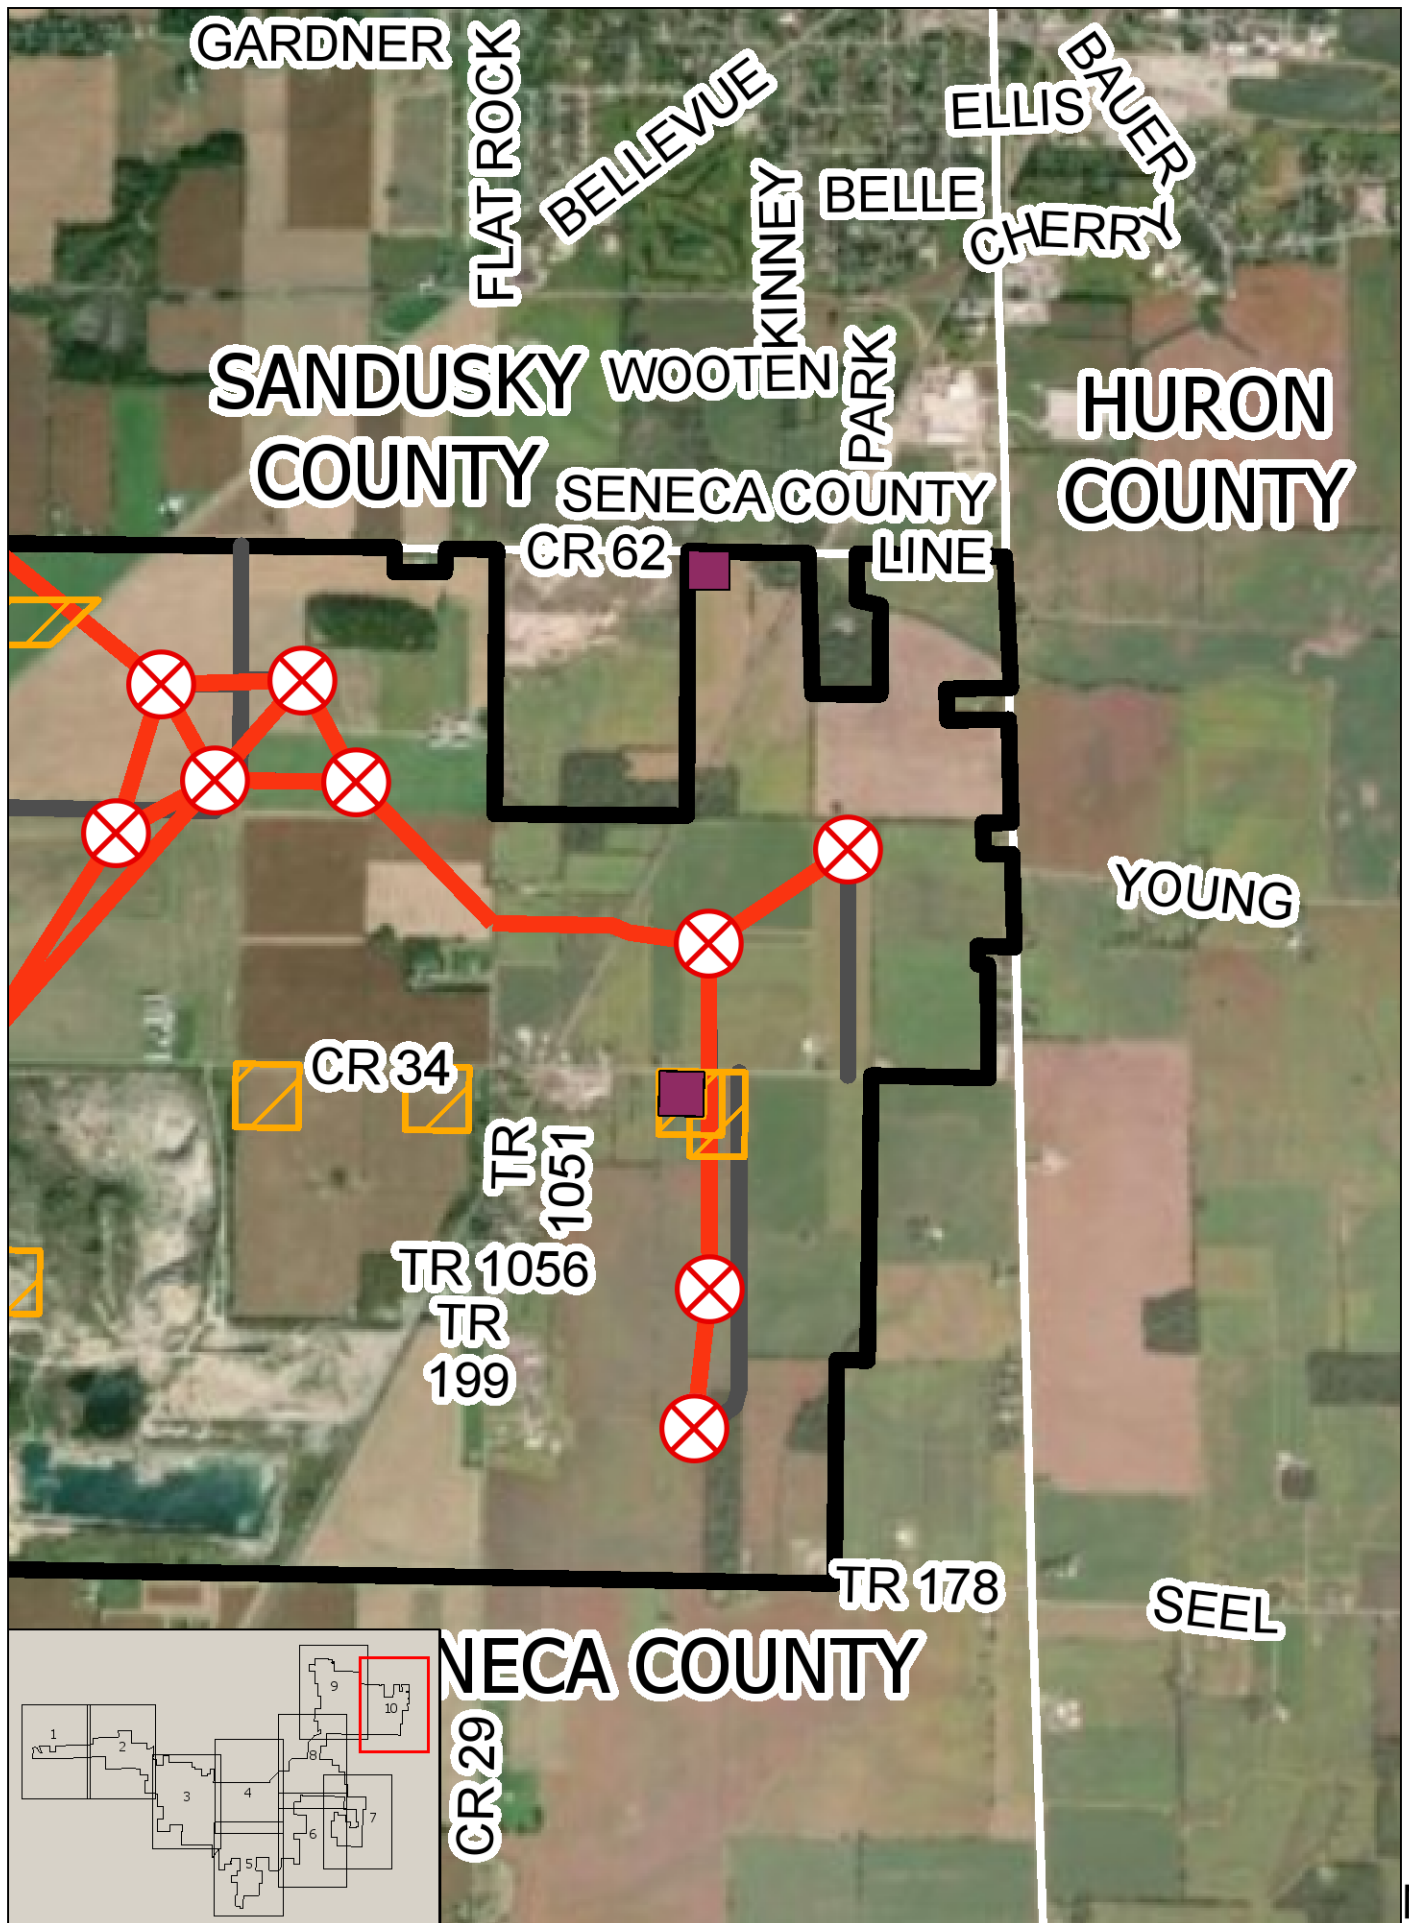 GARDNER
FLAT ROCK
BELLEVUE
BAUER
ELLIS
KINNEY
BELLE
CHERRY
SANDUSKY
COUNTY
WOOTEN
PARK
HURON
COUNTY
SENECA COUNTY
LINE
CR 62
YOUNG
CR 34
TR
1051
TR 1056
TR
199
TR 178
SEEL
NECA COUNTY
CR 29
1
2
3
4
5
6
7
8
9
10